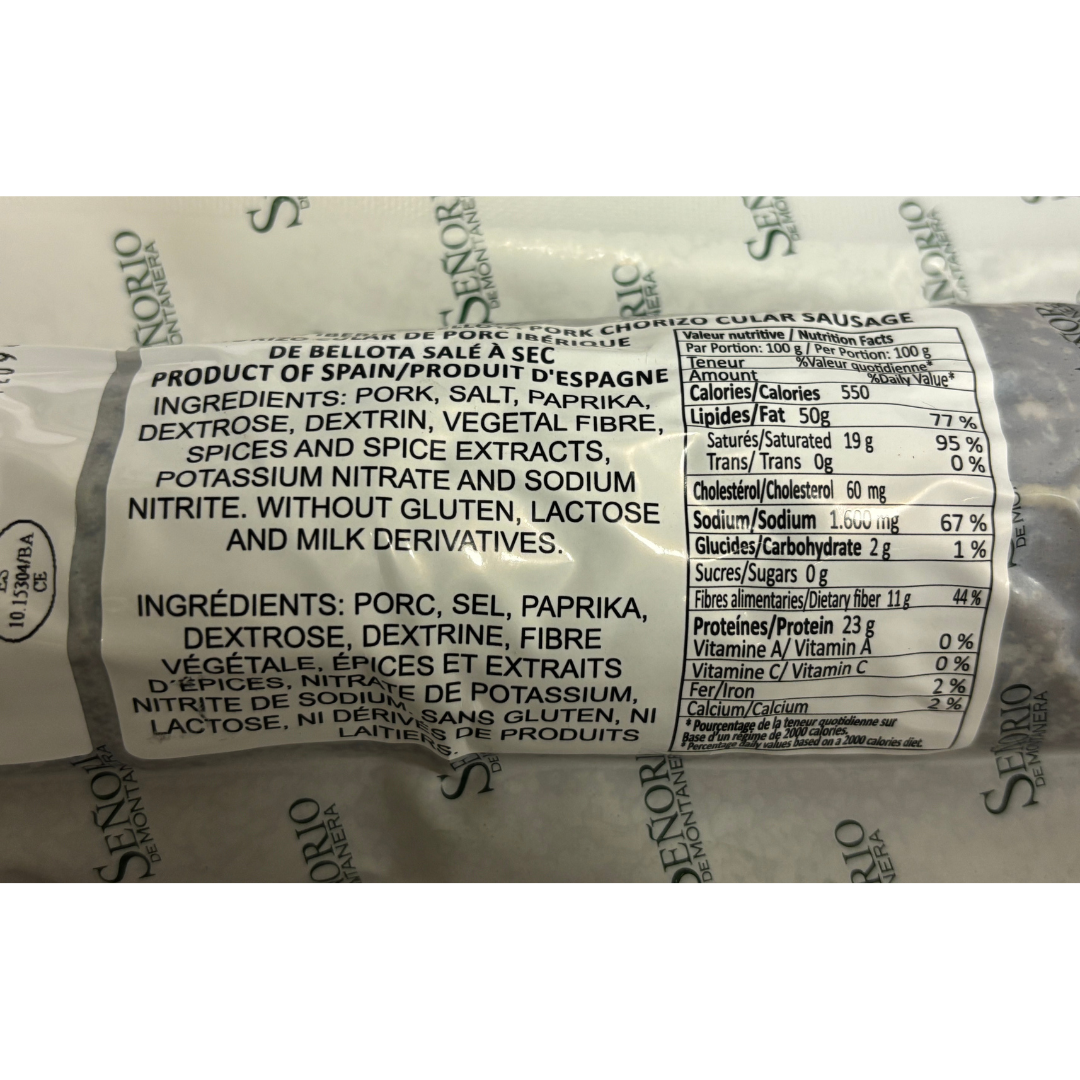 PORK CHORIZO CULAR SAUSAGE
DE PORC IBÉRIQUE
DE BELLOTA SALÉ À SEC
PRODUCT OF SPAIN/PRODUIT D'ESPAGNE
INGREDIENTS: PORK, SALT, PAPRIKA,
DEXTROSE, DEXTRIN, VEGETAL FIBRE,
SPICES AND SPICE EXTRACTS,
POTASSIUM NITRATE AND SODIUM
NITRITE. WITHOUT GLUTEN, LACTOSE
AND MILK DERIVATIVES.
INGRÉDIENTS: PORC, SEL, PAPRIKA,
DEXTROSE, DEXTRINE, FIBRE
VÉGÉTALE, ÉPICES ET EXTRAITS
D´ÉPICES, NITRATE DE POTASSIUM,
NITRITE DE SODIUM. SANS GLUTEN, NI
LACTOSE, NI DÉRIVÉS DE PRODUITS
LAITIERS.
Valeur nutritive / Nutrition Facts
Par Portion: 100 g / Per Portion: 100 g
Teneur %Valeur quotidienne*
Amount %Daily Value*
Calories/Calories 550
Lipides/Fat 50g 77 %
Saturés/Saturated 19 g 95 %
Trans/ Trans 0g 0 %
Cholestérol/Cholesterol 60 mg
Sodium/Sodium 1.600 mg 67 %
Glucides/Carbohydrate 2 g 1 %
Sucres/Sugars 0 g
Fibres alimentaries/Dietary fiber 11 g 44 %
Proteínes/Protein 23 g
Vitamine A/ Vitamin A 0 %
Vitamine C/ Vitamin C 0 %
Fer/Iron 2 %
Calcium/Calcium 2 %
* Pourçentage de la teneur quotidienne sur
Base d'un régime de 2000 calories.
*Percentage daily values based on a 2000 calories diet.
ES
10.15304/BA
CE
SEÑORIO
DE MONTANERA